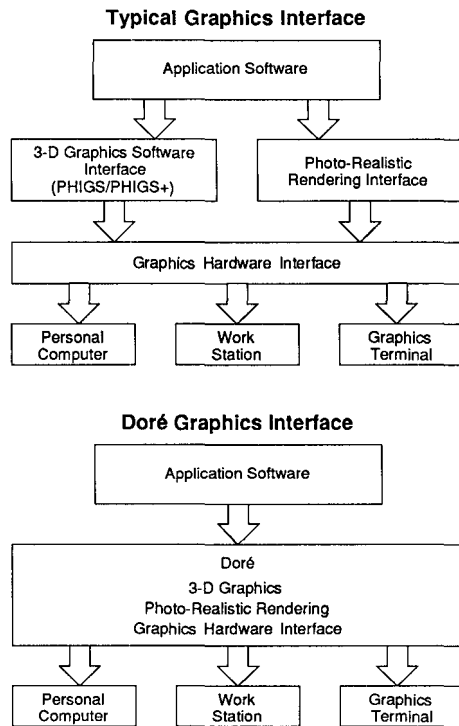 Typical Graphics Interface
Application Software
3-D Graphics Software
Interface
(PHIGS/PHIGS+)
Photo-Realistic
Rendering Interface
Graphics Hardware Interface
Personal
Computer
Work
Station
Graphics
Terminal
Doré Graphics Interface
Application Software
Doré
3-D Graphics
Photo-Realistic Rendering
Graphics Hardware Interface
Personal
Computer
Work
Station
Graphics
Terminal